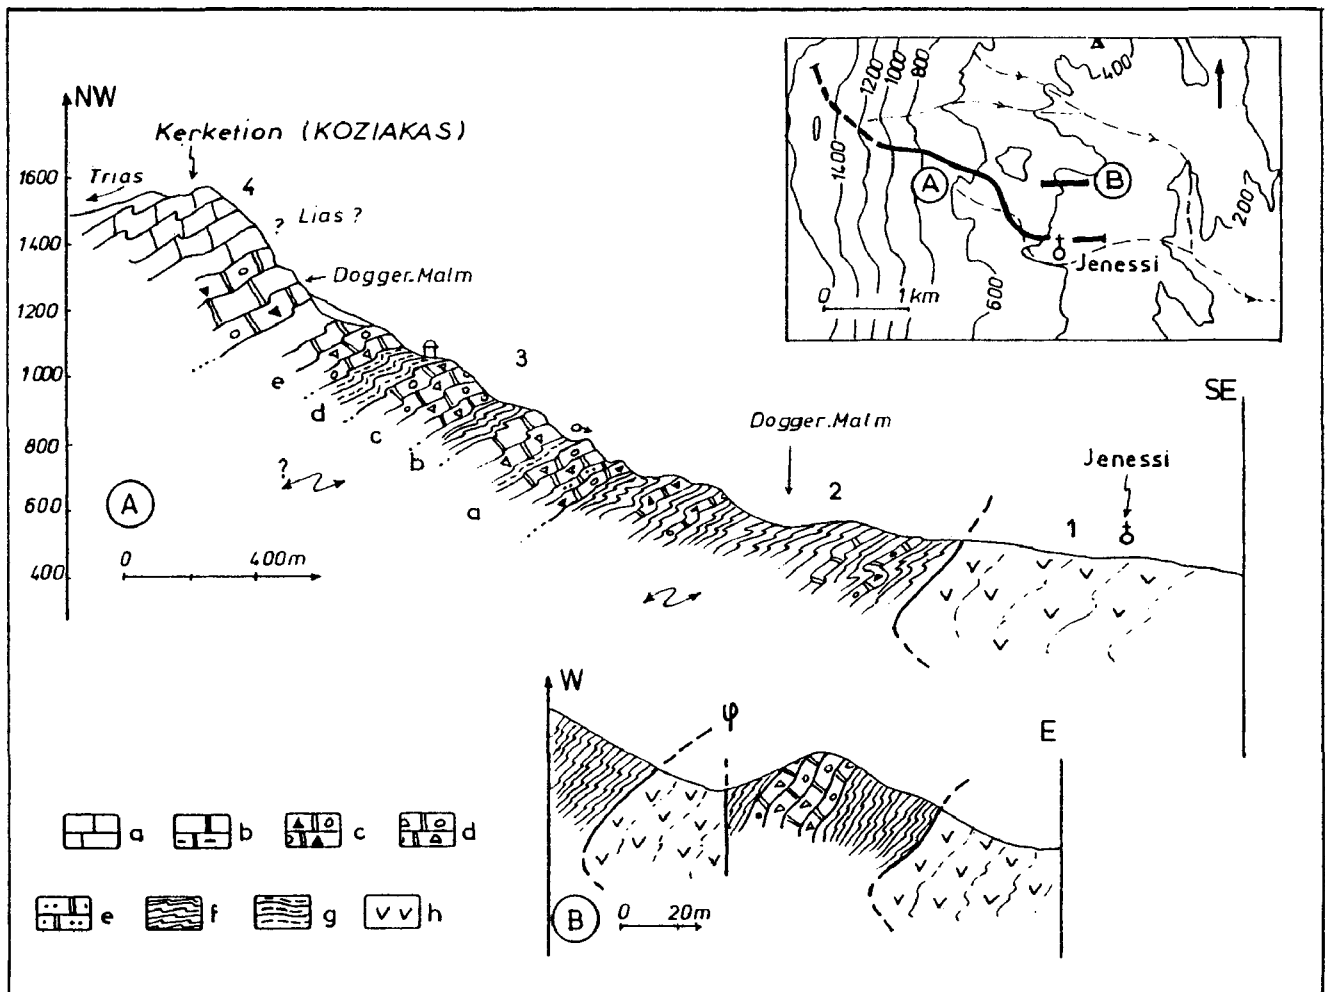 NW
Kerketion (KOZIAKAS)
Trias
4
? Lias ?
Dogger.Malm
1600
1400
1200
1000
800
600
400
3
e
d
c
b
a
?
A
0 400m
Dogger.Malm
2
1
Jenessi
SE
1200
1000
800
400
1400
A
B
200
600
Jenessi
0 1km
W
φ
E
B
0 20m
a
b
c
d
e
f
g
h